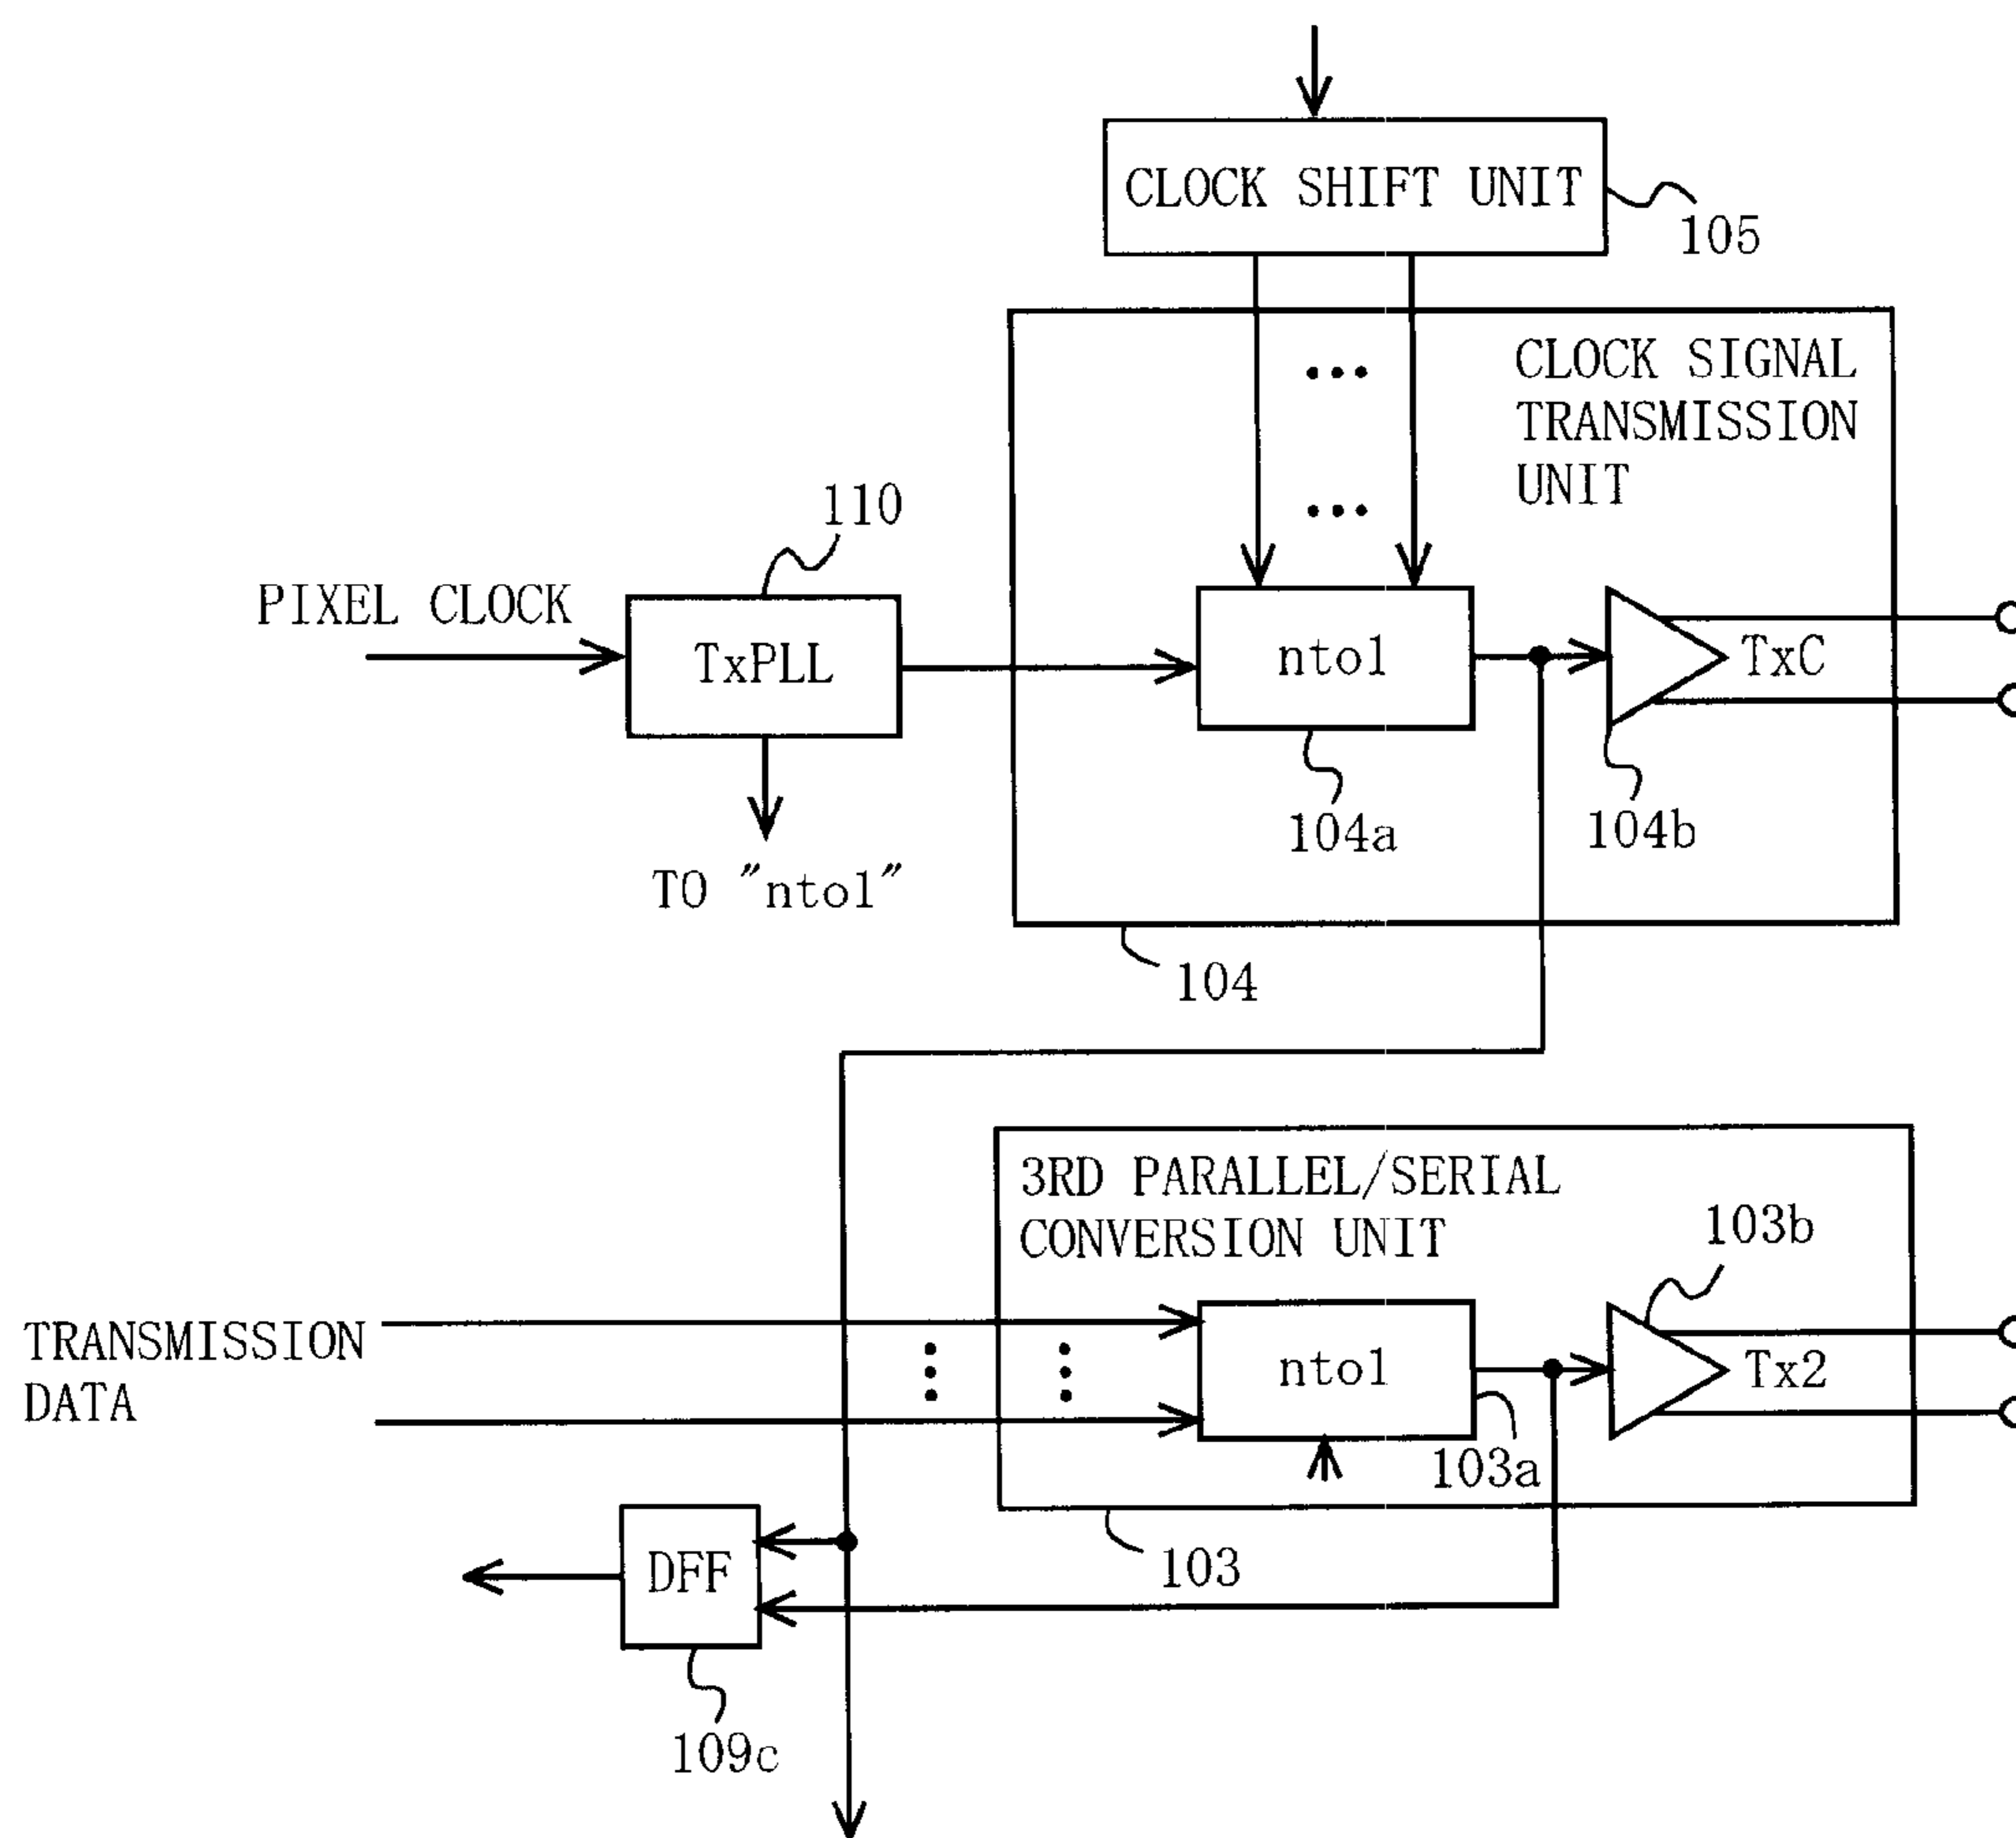 CLOCK SHIFT UNIT
105
CLOCK SIGNAL
TRANSMISSION
UNIT
110
PIXEL CLOCK
TxPLL
nto1
TxC
104a
104b
TO "nto1"
104
3RD PARALLEL/SERIAL
CONVERSION UNIT
103b
TRANSMISSION
DATA
nto1
Tx2
103a
DFF
103
109c